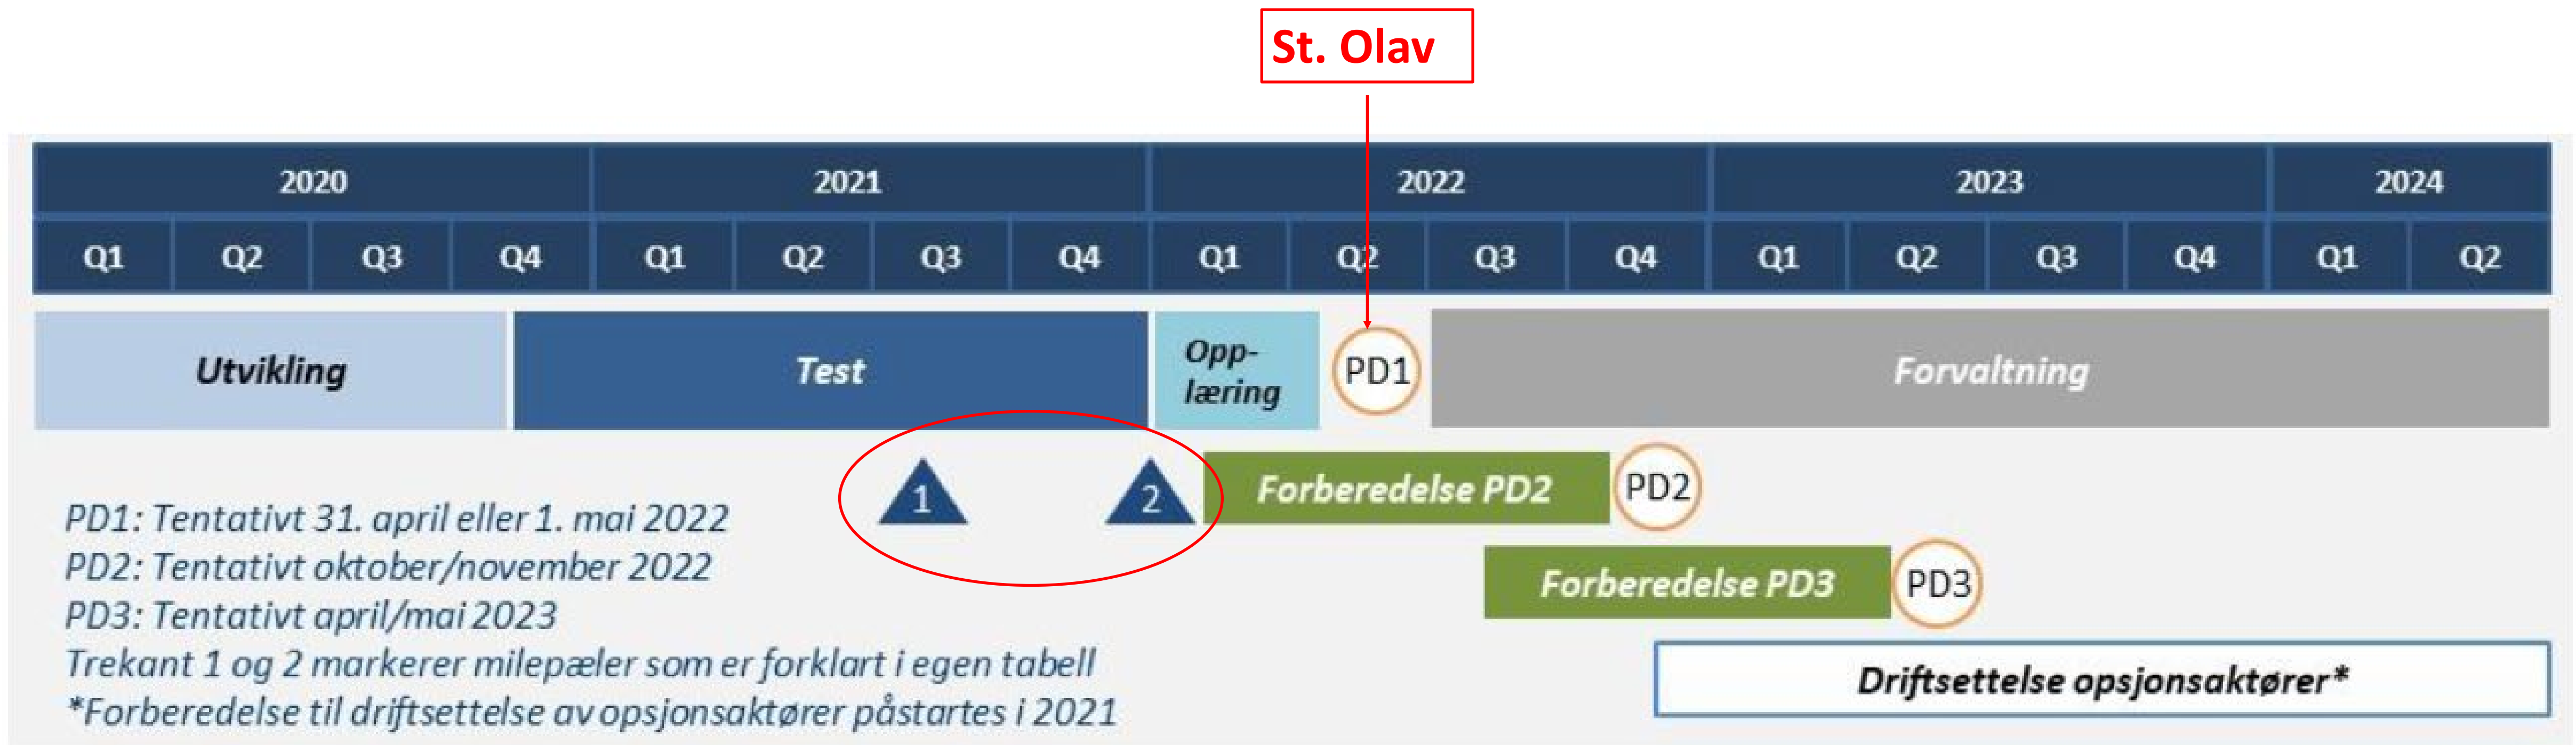 St. Olav
2020 2021 2022 2023 2024
Q1 Q2 Q3 Q4 Q1 Q2 Q3 Q4 Q1 Q2 Q3 Q4 Q1 Q2 Q3 Q4 Q1 Q2
Utvikling
Test
Opp-
læring
PD1
Forvaltning
1
2
Forberedelse PD2
PD2
Forberedelse PD3
PD3
Driftsettelse opsjonsaktører*
PD1: Tentativt 31. april eller 1. mai 2022
PD2: Tentativt oktober/november 2022
PD3: Tentativt april/mai 2023
Trekant 1 og 2 markerer milepæler som er forklart i egen tabell
*Forberedelse til driftsettelse av opsjonsaktører påstartes i 2021